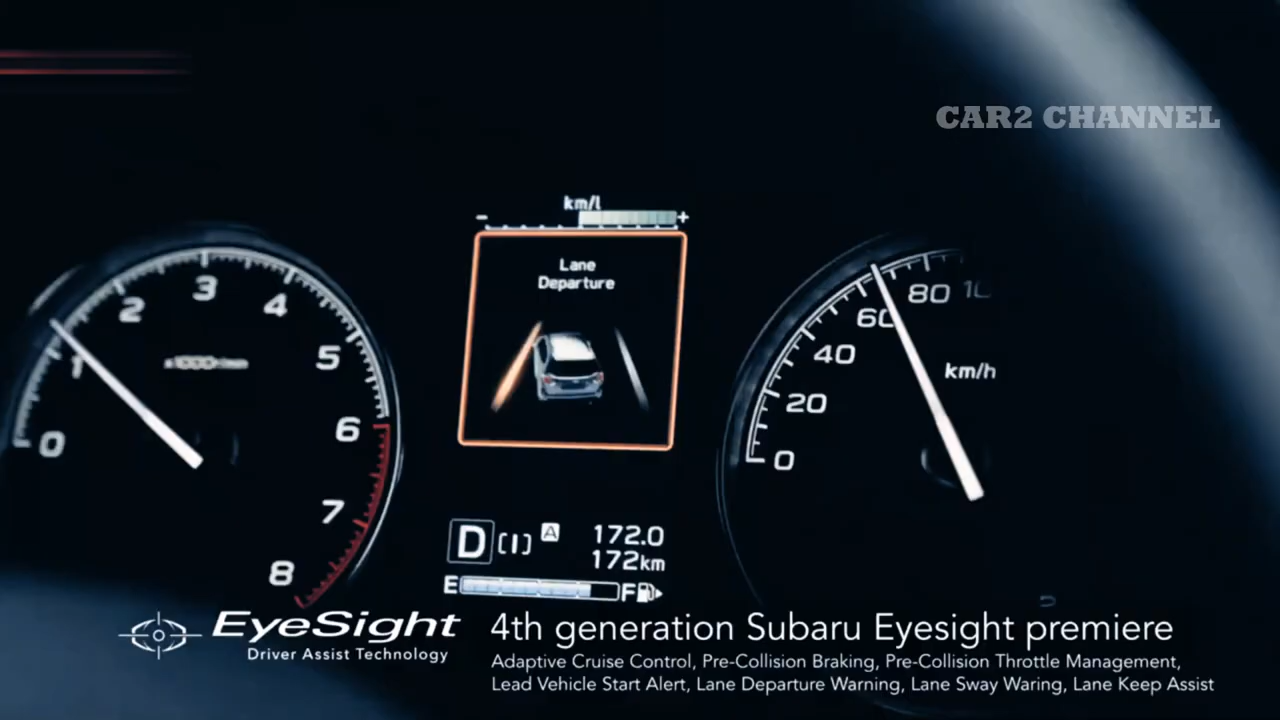 CAR2 CHANNEL
km/l
- +
Lane
Departure
0
1
2
3
4
5
6
7
8
0
20
40
60
80
km/h
D
A
172.0
172km
E F
EyeSight
Driver Assist Technology
4th generation Subaru Eyesight premiere
Adaptive Cruise Control, Pre-Collision Braking, Pre-Collision Throttle Management,
Lead Vehicle Start Alert, Lane Departure Warning, Lane Sway Waring, Lane Keep Assist